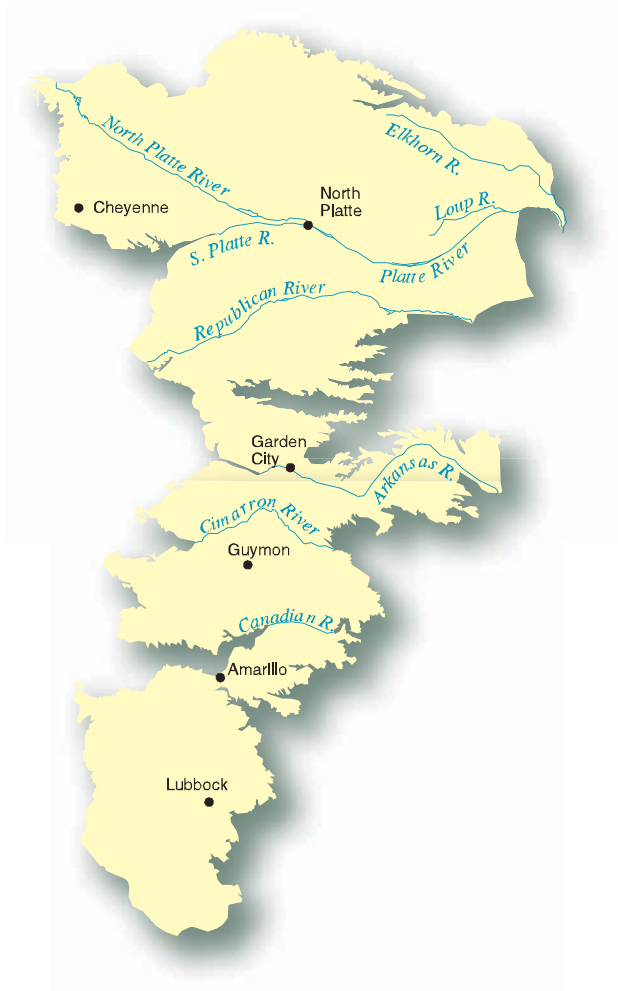 North Platte River
Elkhorn R.
Cheyenne
North
Platte
Loup R.
S. Platte R.
Platte River
Republican River
Garden
City
Arkansas R.
Cimarron River
Guymon
Canadian R.
Amarillo
Lubbock